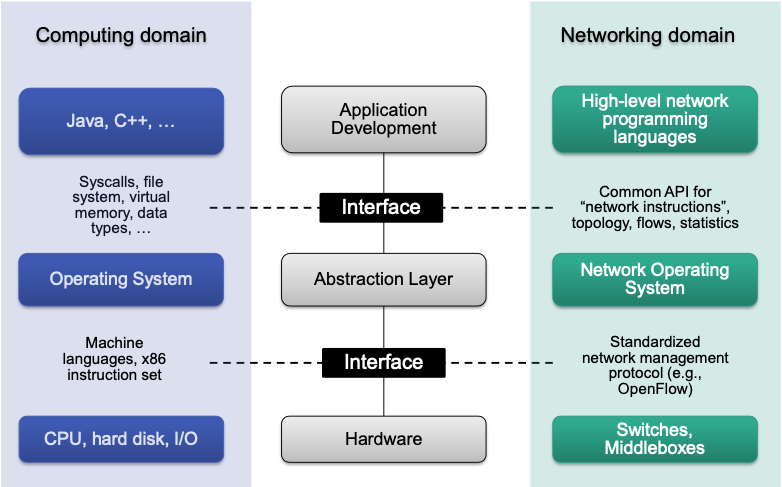 Computing domain
Networking domain
Java, C++, …
Application
Development
High-level network
programming
languages
Syscalls, file
system, virtual
memory, data
types, …
Interface
Common API for
“network instructions”,
topology, flows, statistics
Operating System
Abstraction Layer
Network Operating
System
Machine
languages, x86
instruction set
Interface
Standardized
network management
protocol (e.g.,
OpenFlow)
CPU, hard disk, I/O
Hardware
Switches,
Middleboxes